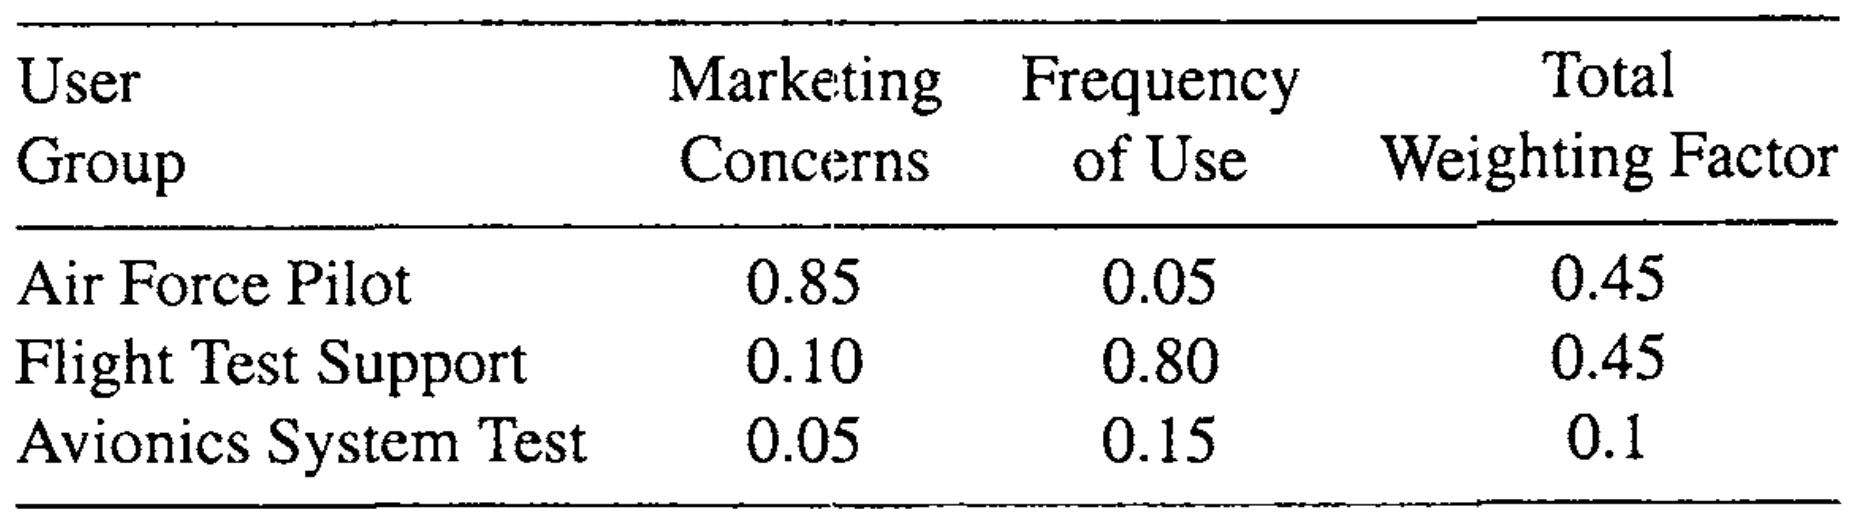 User Marketing Frequency Total
Group Concerns of Use Weighting Factor
Air Force Pilot 0.85 0.05 0.45
Flight Test Support 0.10 0.80 0.45
Avionics System Test 0.05 0.15 0.1